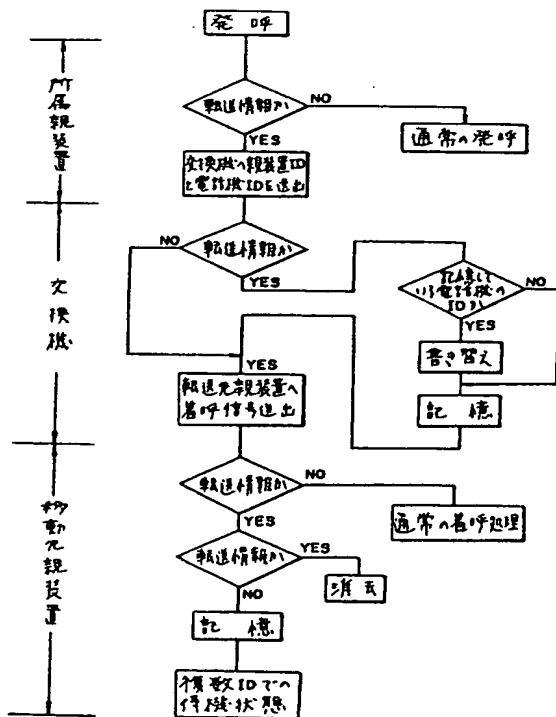 発呼
転送情報か
NO
YES
通常の発呼
交換機へ親装置ID
と電話機IDを送出
所属親装置
転送情報か
NO
YES
記憶して
いる電話機の
IDか
NO
YES
書き替え
記憶
交換機
YES
転送元親装置へ
着呼信号送出
転送情報か
NO
YES
通常の着呼処理
転送情報か
YES
NO
消去
記憶
複数IDでの
待機状態
移動元親装置